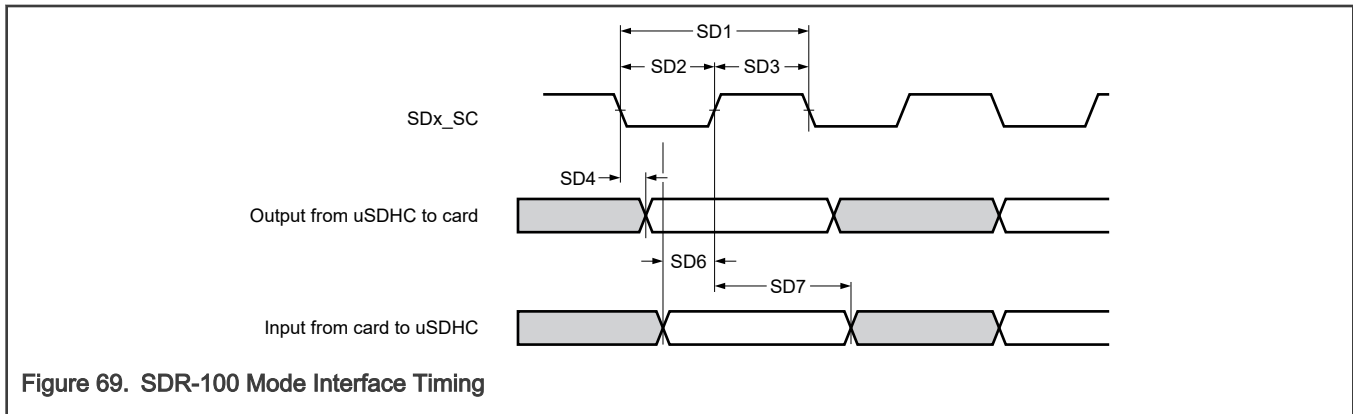 SD1
SD2
SD3
SDx_SC
SD4
Output from uSDHC to card
SD6
SD7
Input from card to uSDHC
Figure 69. SDR-100 Mode Interface Timing